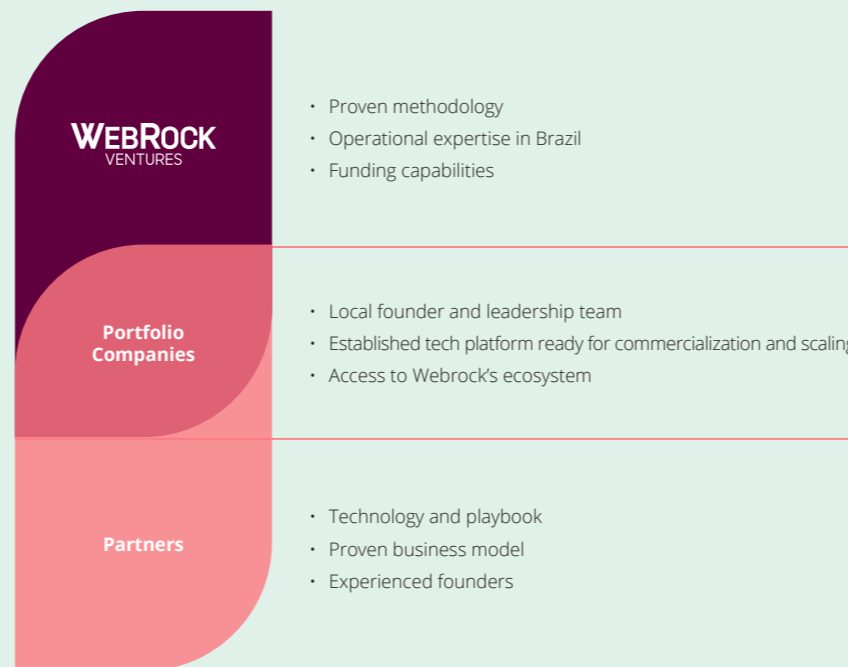 WEBROCK
VENTURES
• Proven methodology
• Operational expertise in Brazil
• Funding capabilities
Portfolio
Companies
• Local founder and leadership team
• Established tech platform ready for commercialization and scaling
• Access to Webrock’s ecosystem
Partners
• Technology and playbook
• Proven business model
• Experienced founders